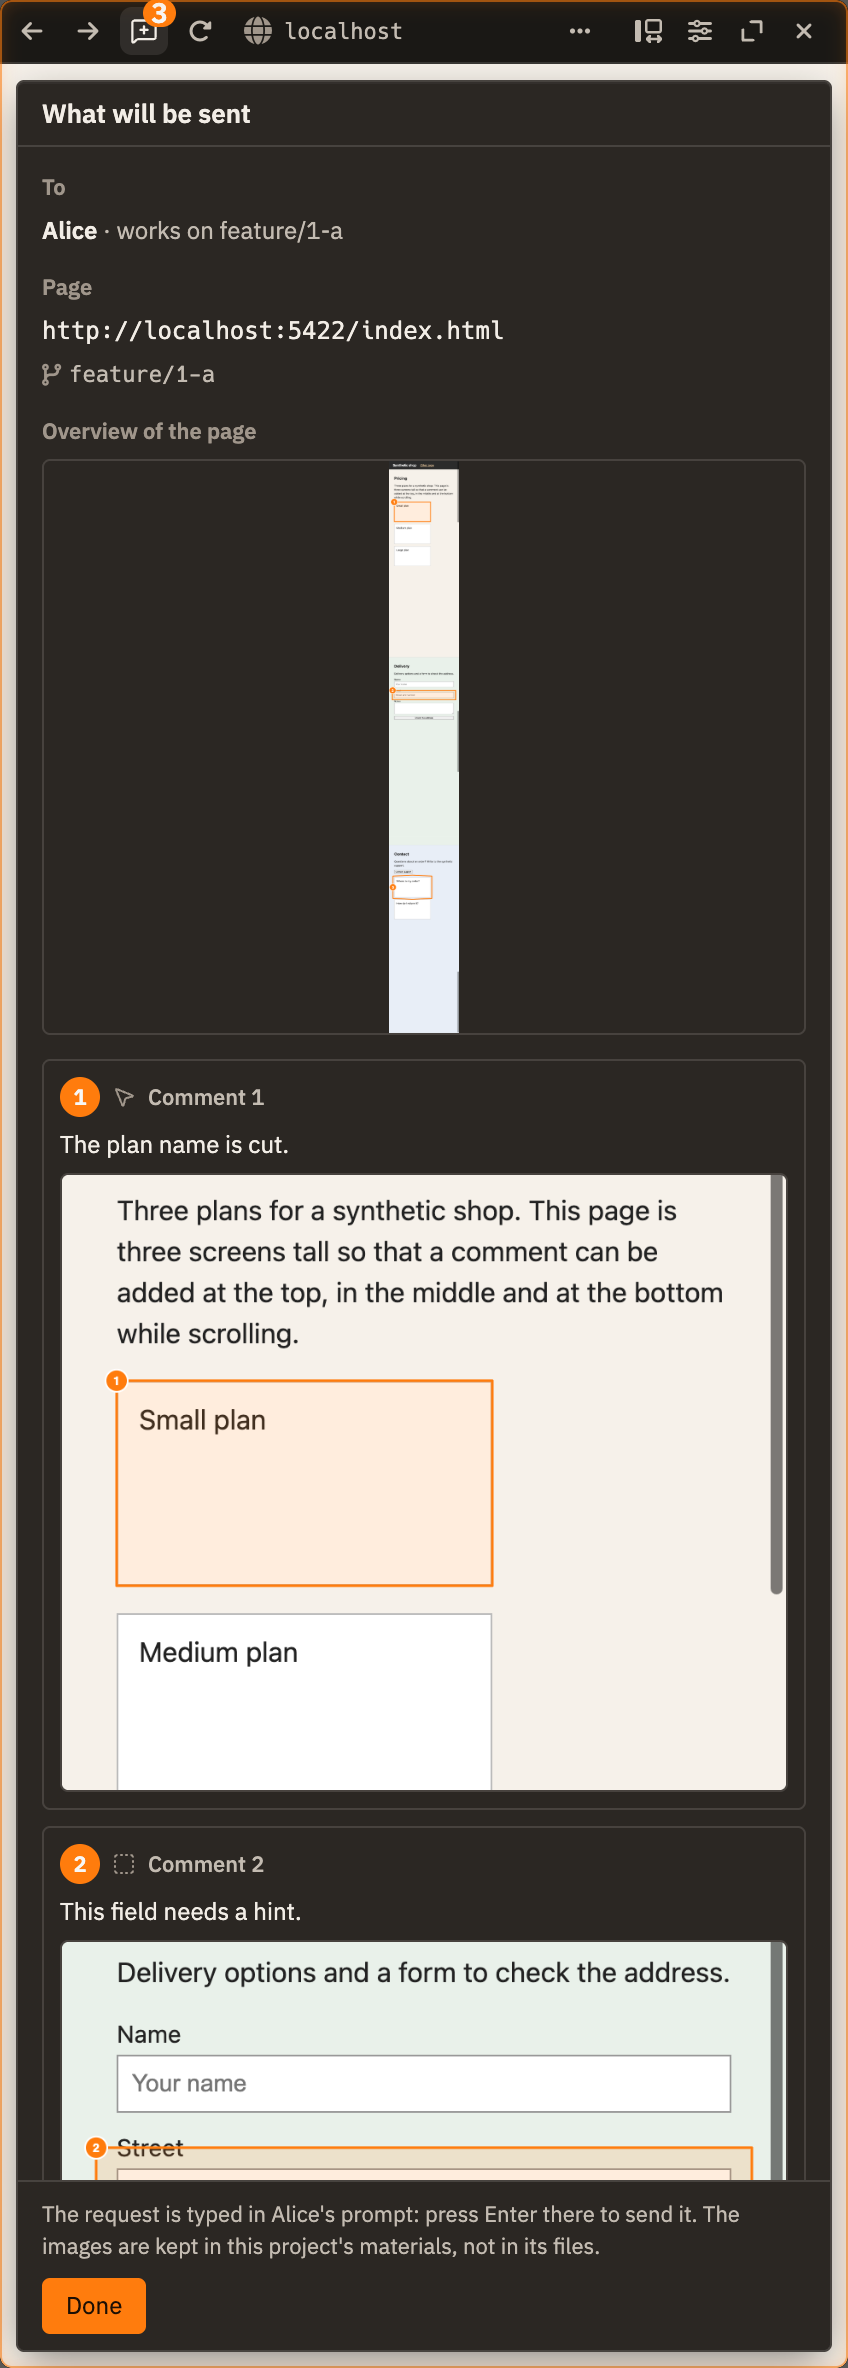 3
localhost
What will be sent
To
Alice · works on feature/1-a
Page
http://localhost:5422/index.html
feature/1-a
Overview of the page
Pricing
Delivery
Contact
1 Comment 1
The plan name is cut.
Three plans for a synthetic shop. This page is
three screens tall so that a comment can be
added at the top, in the middle and at the bottom
while scrolling.
1
Small plan
Medium plan
2 Comment 2
This field needs a hint.
Delivery options and a form to check the address.
Name
Your name
2 Street
The request is typed in Alice's prompt: press Enter there to send it. The
images are kept in this project's materials, not in its files.
Done